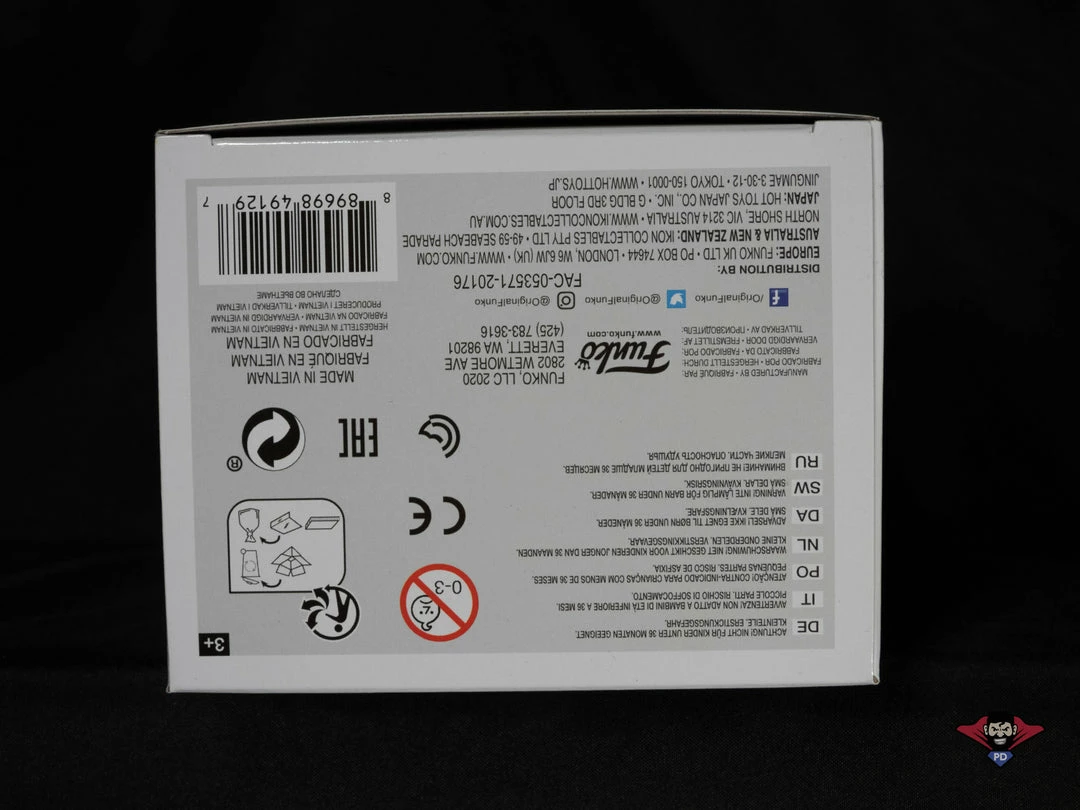 DE
ACHTUNG! NICHT FÜR KINDER UNTER 36 MONATEN GEEIGNET.
KLEINTEILE. ERSTICKUNGSGEFAHR.
IT
AVVERTENZA! NON ADATTO A BAMBINI DI ETÀ INFERIORE A 36 MESI.
PICCOLE PARTI. RISCHIO DI SOFFOCAMENTO.
PO
ATENÇÃO! CONTRA-INDICADO PARA CRIANÇAS COM MENOS DE 36 MESES.
PEQUENAS PARTES. RISCO DE ASFIXIA.
NL
WAARSCHUWING! NIET GESCHIKT VOOR KINDEREN JONGER DAN 36 MAANDEN.
KLEINE ONDERDELEN. VERSTIKKINGSGEVAAR.
DA
ADVARSEL! IKKE EGNET TIL BØRN UNDER 36 MÅNEDER.
SMÅ DELE. KVÆLNINGSFARE.
SW
VARNING! INTE LÄMPLIG FÖR BARN UNDER 36 MÅNADER.
SMÅ DELAR. KVÄVNINGSRISK.
RU
ВНИМАНИЕ! НЕ ПРИГОДНО ДЛЯ ДЕТЕЙ МЛАДШЕ 36 МЕСЯЦЕВ.
МЕЛКИЕ ЧАСТИ. ОПАСНОСТЬ УДУШЬЯ.
0-3
3+
CE
EAC
®
MANUFACTURED BY • FABRIQUÉ PAR:
FABRICADO POR • HERGESTELLT DURCH:
FABBRICATO DA • FABRICADO POR:
VERVAARDIGD DOOR • FREMSTILLET AF:
TILLVERKAD AV • ПРОИЗВОДИТЕЛЬ:
Funko
www.funko.com
FUNKO, LLC 2020
2802 WETMORE AVE
EVERETT, WA 98201
(425) 783-3616
MADE IN VIETNAM
FABRIQUÉ EN VIETNAM
FABRICADO EN VIETNAM
HERGESTELLT IN VIETNAM • FABBRICATO IN VIETNAM
FABRICADO NA VIETNAM • VERVAARDIGD IN VIETNAM
PRODUCERET I VIETNAM • TILLVERKAD I VIETNAM
СДЕЛАНО ВО ВЬЕТНАМЕ
/OriginalFunko
@OriginalFunko
@OriginalFunko
FAC-053571-20176
DISTRIBUTION BY:
EUROPE: FUNKO UK LTD • PO BOX 74644 • LONDON, W6 6JW (UK) • WWW.FUNKO.COM
AUSTRALIA & NEW ZEALAND: IKON COLLECTABLES PTY LTD • 49-59 SEABEACH PARADE
NORTH SHORE, VIC 3214 AUSTRALIA • WWW.IKONCOLLECTABLES.COM.AU
JAPAN: HOT TOYS JAPAN CO., INC. • G BLDG 3RD FLOOR
JINGUMAE 3-30-12 • TOKYO 150-0001 • WWW.HOTTOYS.JP
8 89698 49129 7
PD